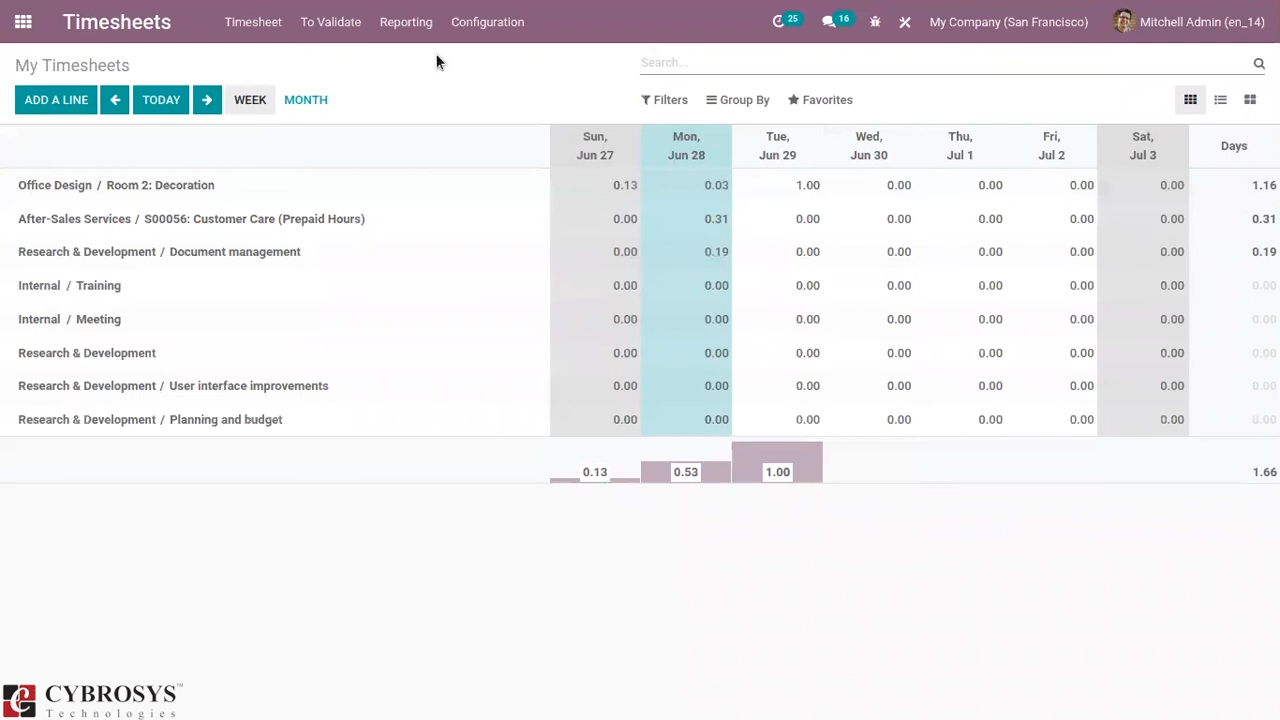 Timesheets Timesheet To Validate Reporting Configuration 25 16 My Company (San Francisco) Mitchell Admin (en_14)
My Timesheets Search...
ADD A LINE TODAY WEEK MONTH Filters Group By Favorites
Sun, Mon, Tue, Wed, Thu, Fri, Sat, Days
Jun 27 Jun 28 Jun 29 Jun 30 Jul 1 Jul 2 Jul 3
Office Design / Room 2: Decoration 0.13 0.03 1.00 0.00 0.00 0.00 0.00 1.16
After-Sales Services / S00056: Customer Care (Prepaid Hours) 0.00 0.31 0.00 0.00 0.00 0.00 0.00 0.31
Research & Development / Document management 0.00 0.19 0.00 0.00 0.00 0.00 0.00 0.19
Internal / Training 0.00 0.00 0.00 0.00 0.00 0.00 0.00 0.00
Internal / Meeting 0.00 0.00 0.00 0.00 0.00 0.00 0.00 0.00
Research & Development 0.00 0.00 0.00 0.00 0.00 0.00 0.00 0.00
Research & Development / User interface improvements 0.00 0.00 0.00 0.00 0.00 0.00 0.00 0.00
Research & Development / Planning and budget 0.00 0.00 0.00 0.00 0.00 0.00 0.00 0.00
0.13 0.53 1.00 1.66
CYBROSYS™
Technologies